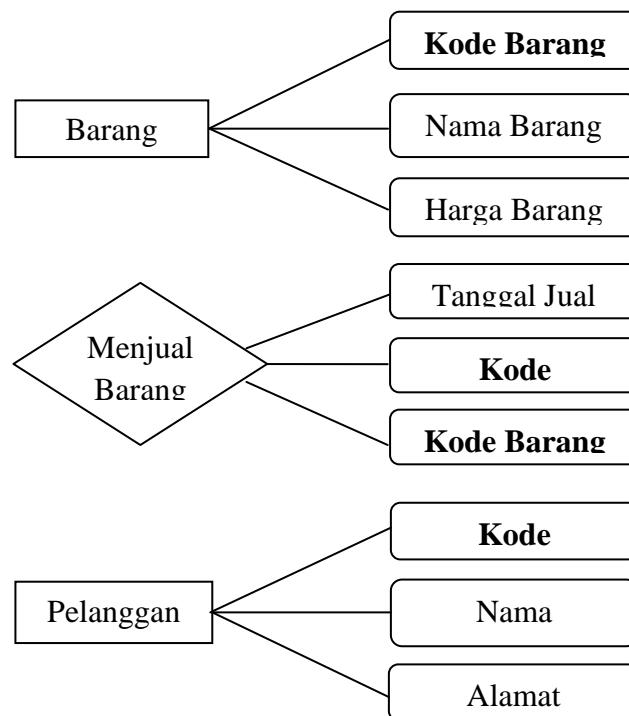 Kode Barang
Barang
Nama Barang
Harga Barang
Tanggal Jual
Menjual
Barang
Kode
Kode Barang
Kode
Pelanggan
Nama
Alamat